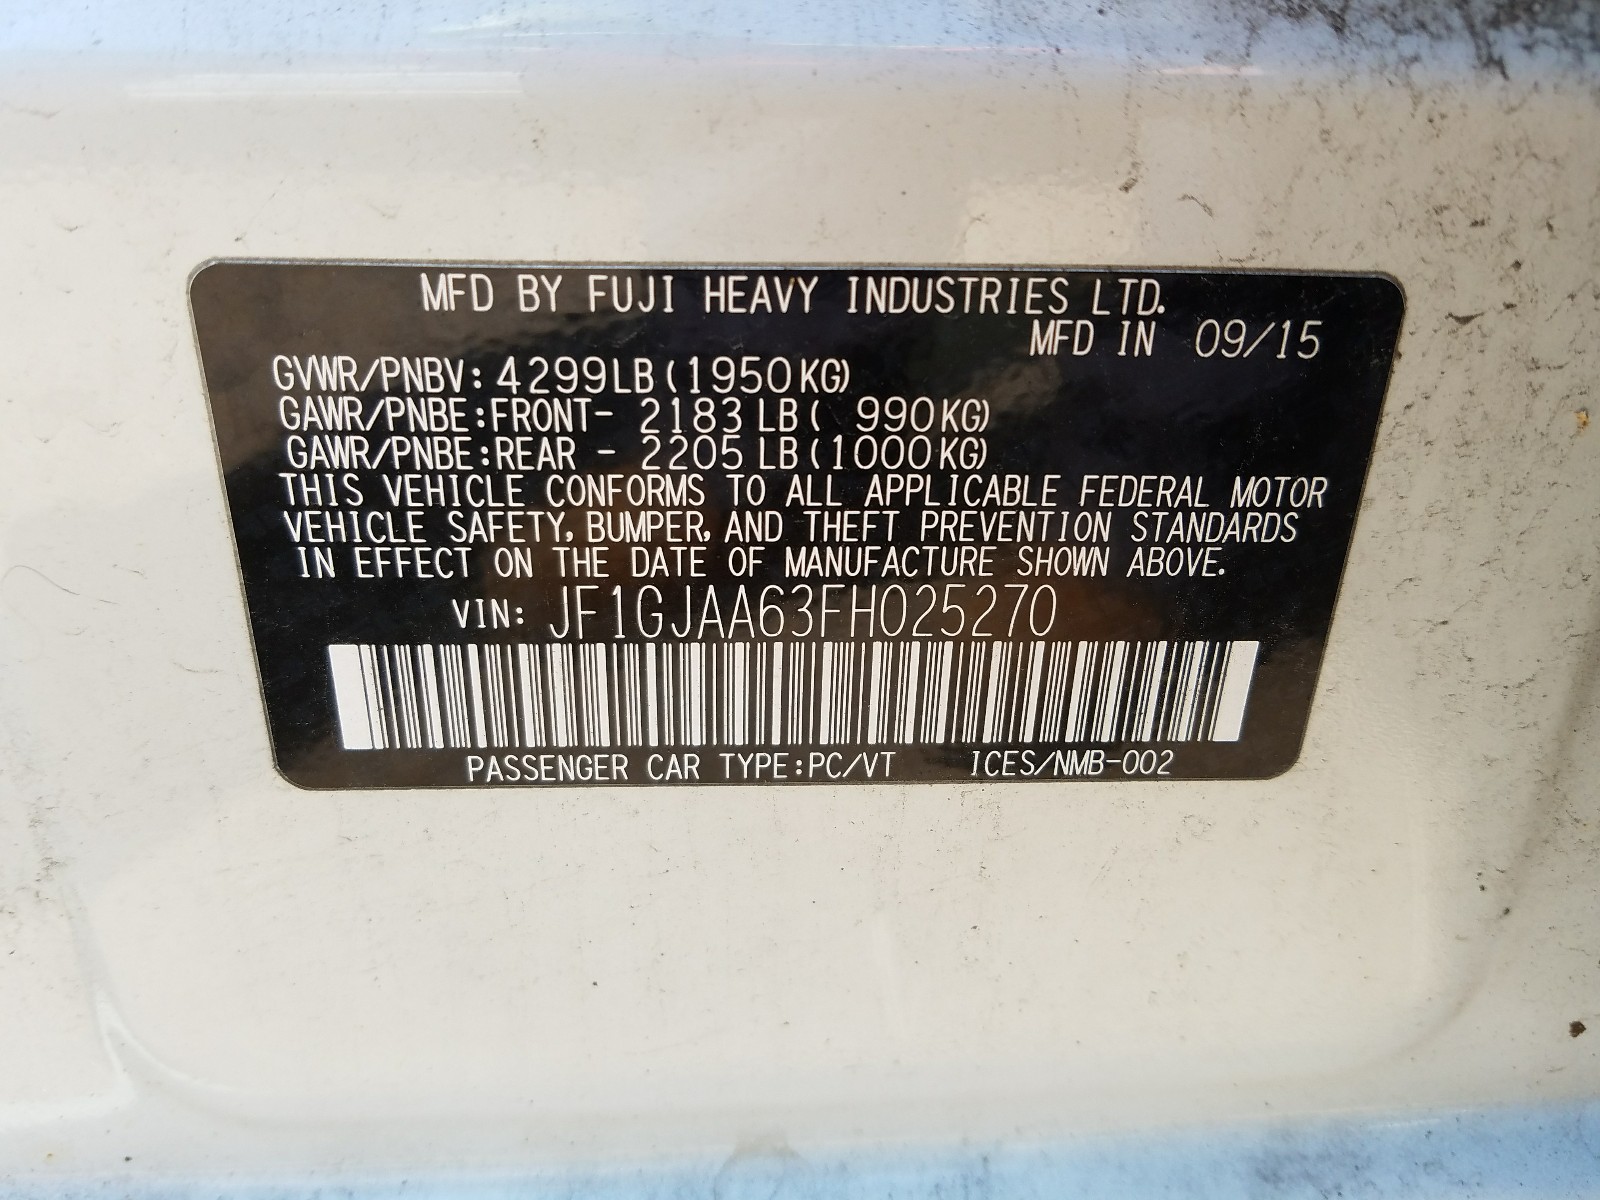 MFD BY FUJI HEAVY INDUSTRIES LTD.
MFD IN 09/15
GVWR/PNBV: 4299LB(1950KG)
GAWR/PNBE:FRONT- 2183 LB( 990KG)
GAWR/PNBE:REAR - 2205 LB(1000KG)
THIS VEHICLE CONFORMS TO ALL APPLICABLE FEDERAL MOTOR
VEHICLE SAFETY, BUMPER, AND THEFT PREVENTION STANDARDS
IN EFFECT ON THE DATE OF MANUFACTURE SHOWN ABOVE.
VIN: JF1GJAA63FH025270
PASSENGER CAR TYPE:PC/VT ICES/NMB-002